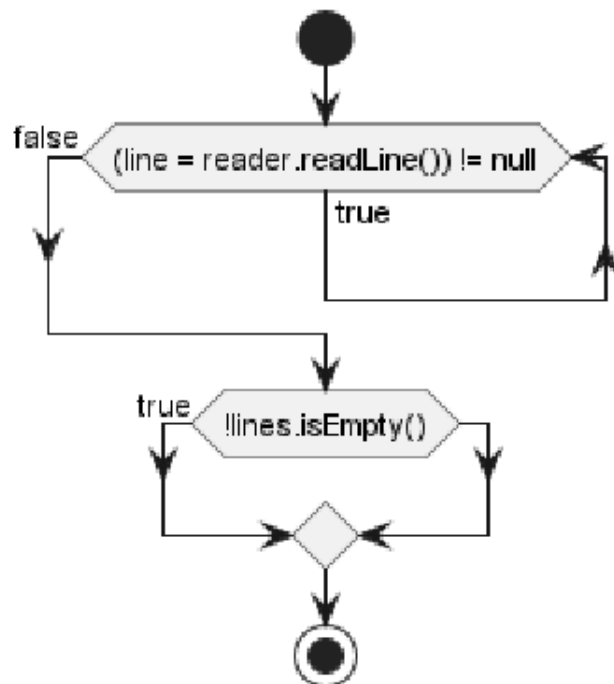 false
(line = reader.readLine()) != null
true
true
!lines.isEmpty()